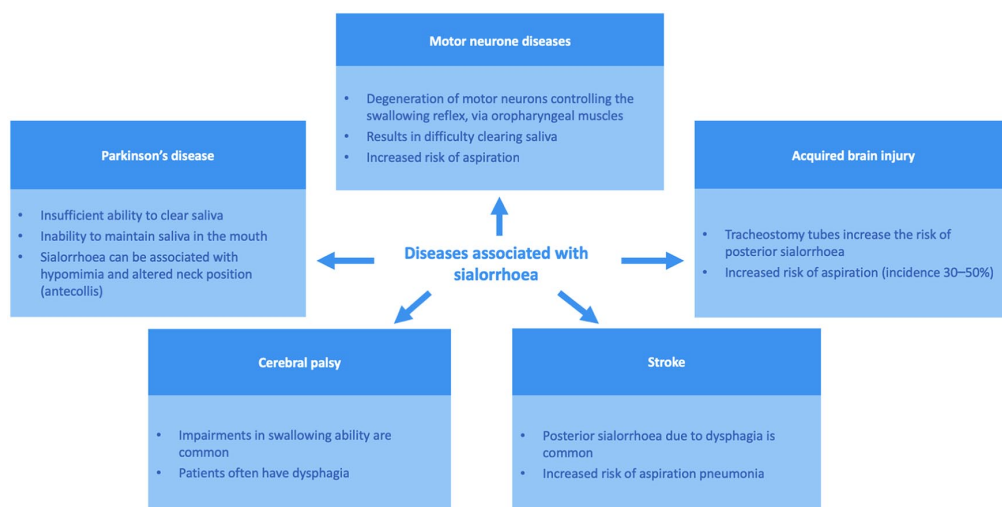 Motor neurone diseases
• Degeneration of motor neurons controlling the
swallowing reflex, via oropharyngeal muscles
• Results in difficulty clearing saliva
• Increased risk of aspiration
Parkinson's disease
• Insufficient ability to clear saliva
• Inability to maintain saliva in the mouth
• Sialorrhoea can be associated with
hypomimia and altered neck position
(antecollis)
Diseases associated with
sialorrhoea
Acquired brain injury
• Tracheostomy tubes increase the risk of
posterior sialorrhoea
• Increased risk of aspiration (incidence 30–50%)
Cerebral palsy
• Impairments in swallowing ability are
common
• Patients often have dysphagia
Stroke
• Posterior sialorrhoea due to dysphagia is
common
• Increased risk of aspiration pneumonia